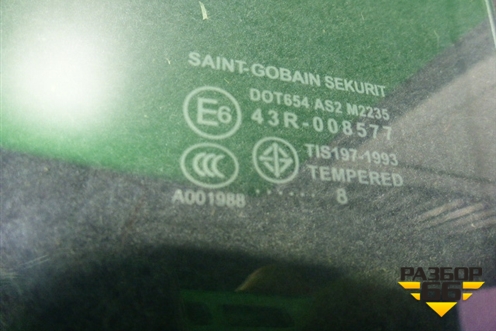 SAINT-GOBAIN SEKURIT
DOT654 AS2 M2235
E6
43R-008577
CCC
TIS197-1993
TEMPERED
A001988
...... 8
РАЗБОР
66